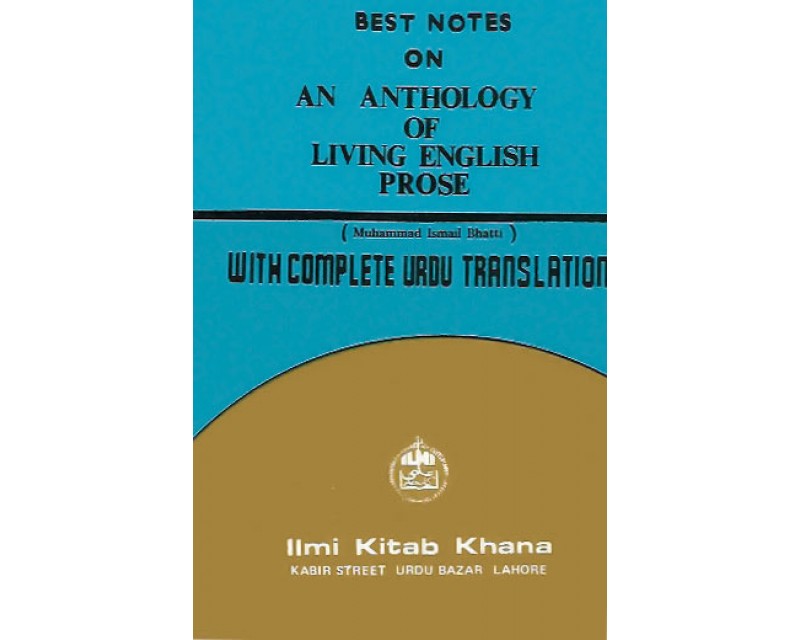 BEST NOTES
ON
AN ANTHOLOGY
OF
LIVING ENGLISH
PROSE
( Muhammad Ismail Bhatti )
WITH COMPLETE URDU TRANSLATION
ILMI
Ilmi Kitab Khana
KABIR STREET URDU BAZAR LAHORE